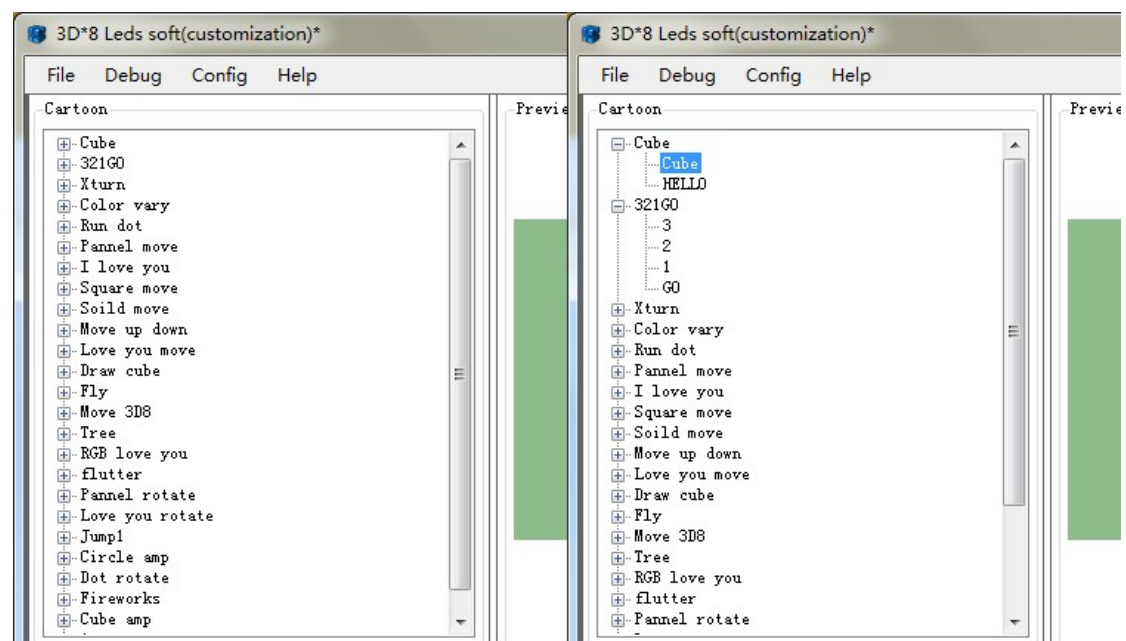 3D*8 Leds soft(customization)*
File Debug Config Help
Cartoon
Previe
Cube
321GO
Xturn
Color vary
Run dot
Pannel move
I love you
Square move
Soild move
Move up down
Love you move
Draw cube
Fly
Move 3D8
Tree
RGB love you
flutter
Pannel rotate
Love you rotate
Jump1
Circle amp
Dot rotate
Fireworks
Cube amp
3D*8 Leds soft(customization)*
File Debug Config Help
Cartoon
Previe
Cube
Cube
HELLO
321GO
3
2
1
GO
Xturn
Color vary
Run dot
Pannel move
I love you
Square move
Soild move
Move up down
Love you move
Draw cube
Fly
Move 3D8
Tree
RGB love you
flutter
Pannel rotate